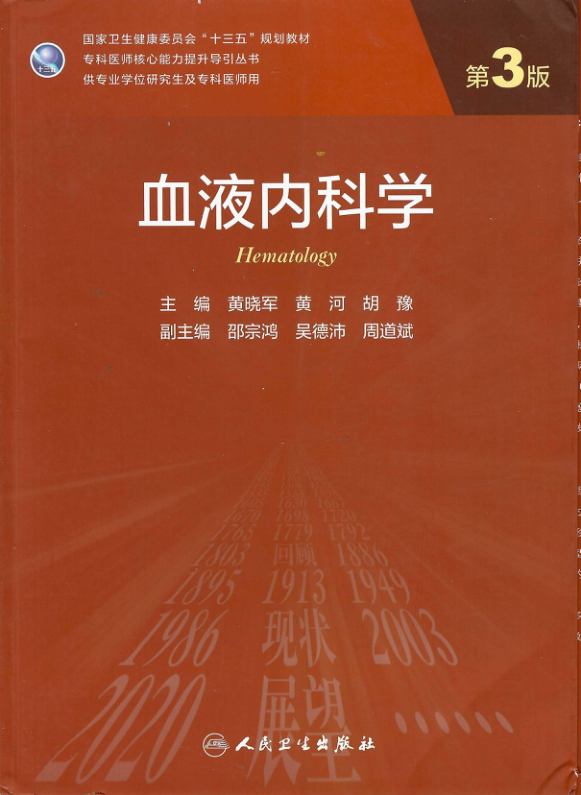 国家卫生健康委员会“十三五”规划教材
专科医师核心能力提升导引丛书
供专业学位研究生及专科医师用
十三五
第3版
血液内科学
Hematology
主 编 黄晓军 黄 河 胡 豫
副主编 邵宗鸿 吴德沛 周道斌
1765 1779 1792
1803 回顾 1886
1895 1913 1949
1986 现状 2003
2020 展望 ......
人民卫生出版社